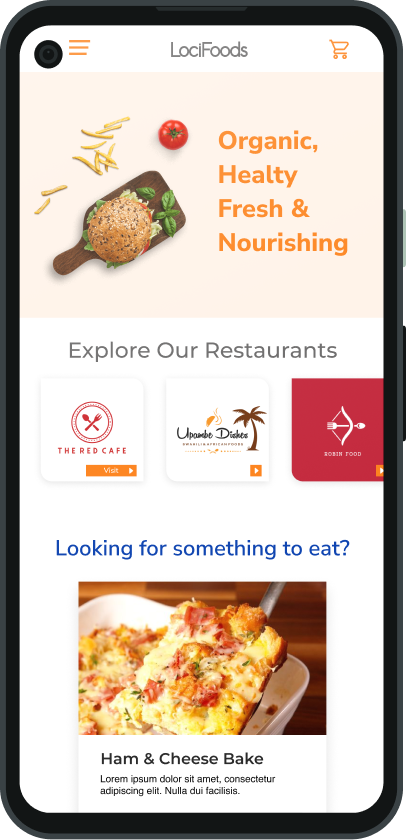 LociFoods
Organic,
Healty
Fresh &
Nourishing
Explore Our Restaurants
THE RED CAFE
Visit
Upambe Dishes
SWAHILI & AFRICAN FOODS
ROBIN FOOD
Looking for something to eat?
Ham & Cheese Bake
Lorem ipsum dolor sit amet, consectetur
adipiscing elit. Nulla dui facilisis.